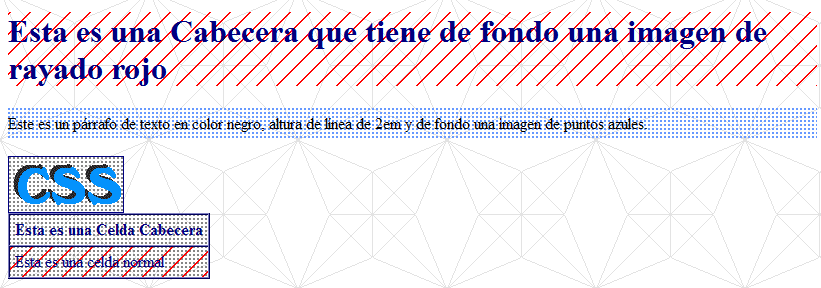 Esta es una Cabecera que tiene de fondo una imagen de
rayado rojo
Este es un párrafo de texto en color negro, altura de línea de 2em y de fondo una imagen de puntos azules.
CSS
Esta es una Celda Cabecera
Esta es una celda normal